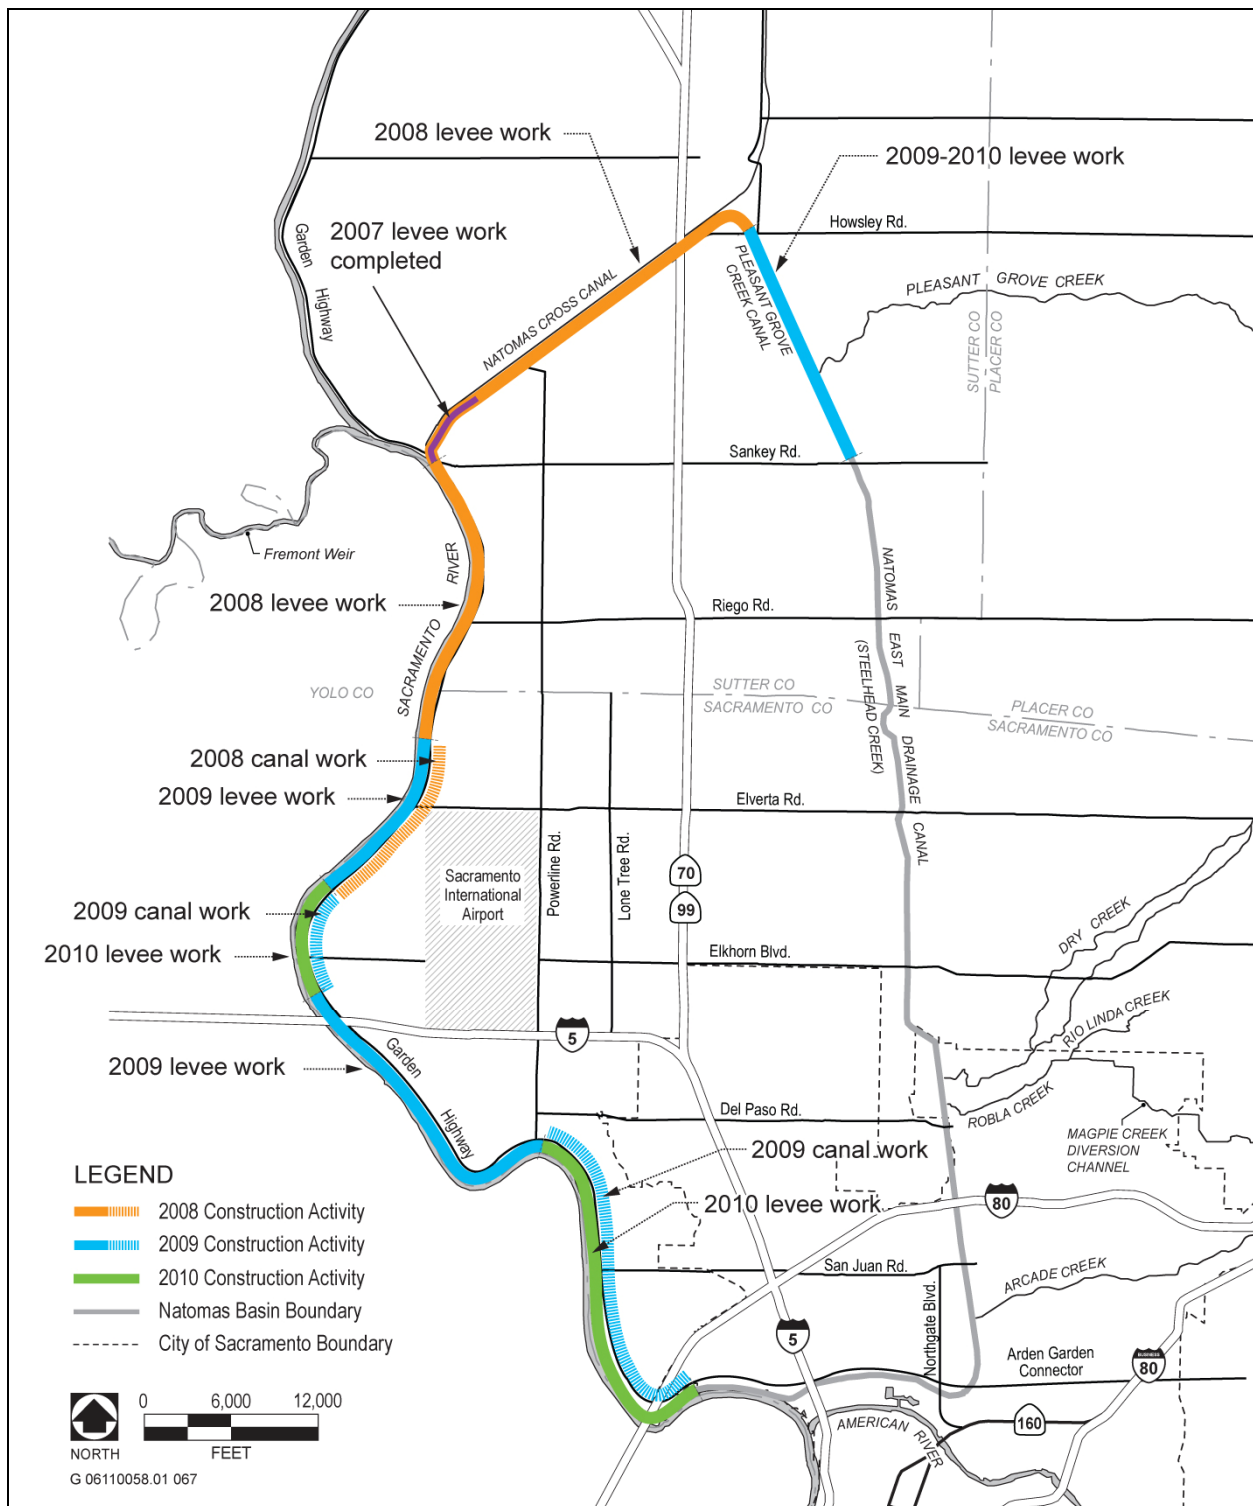 2008 levee work
2009-2010 levee work
Howsley Rd.
2007 levee work
completed
Garden
Highway
NATOMAS CROSS CANAL
PLEASANT GROVE
CREEK CANAL
PLEASANT GROVE CREEK
SUTTER CO
PLACER CO
Sankey Rd.
Fremont Weir
SACRAMENTO RIVER
2008 levee work
Riego Rd.
NATOMAS EAST MAIN DRAINAGE CANAL
(STEELHEAD CREEK)
YOLO CO
SUTTER CO
SACRAMENTO CO
PLACER CO
SACRAMENTO CO
2008 canal work
2009 levee work
Elverta Rd.
Sacramento
International
Airport
Powerline Rd.
Lone Tree Rd.
70
99
2009 canal work
2010 levee work
Elkhorn Blvd.
DRY CREEK
RIO LINDA CREEK
5
Garden
Highway
2009 levee work
Del Paso Rd.
ROBLA CREEK
MAGPIE CREEK
DIVERSION
CHANNEL
2009 canal work
2010 levee work
80
San Juan Rd.
ARCADE CREEK
Northgate Blvd.
5
Arden Garden
Connector
BUSINESS
80
160
AMERICAN RIVER
LEGEND
2008 Construction Activity
2009 Construction Activity
2010 Construction Activity
Natomas Basin Boundary
City of Sacramento Boundary
0 6,000 12,000
FEET
NORTH
G 06110058.01 067